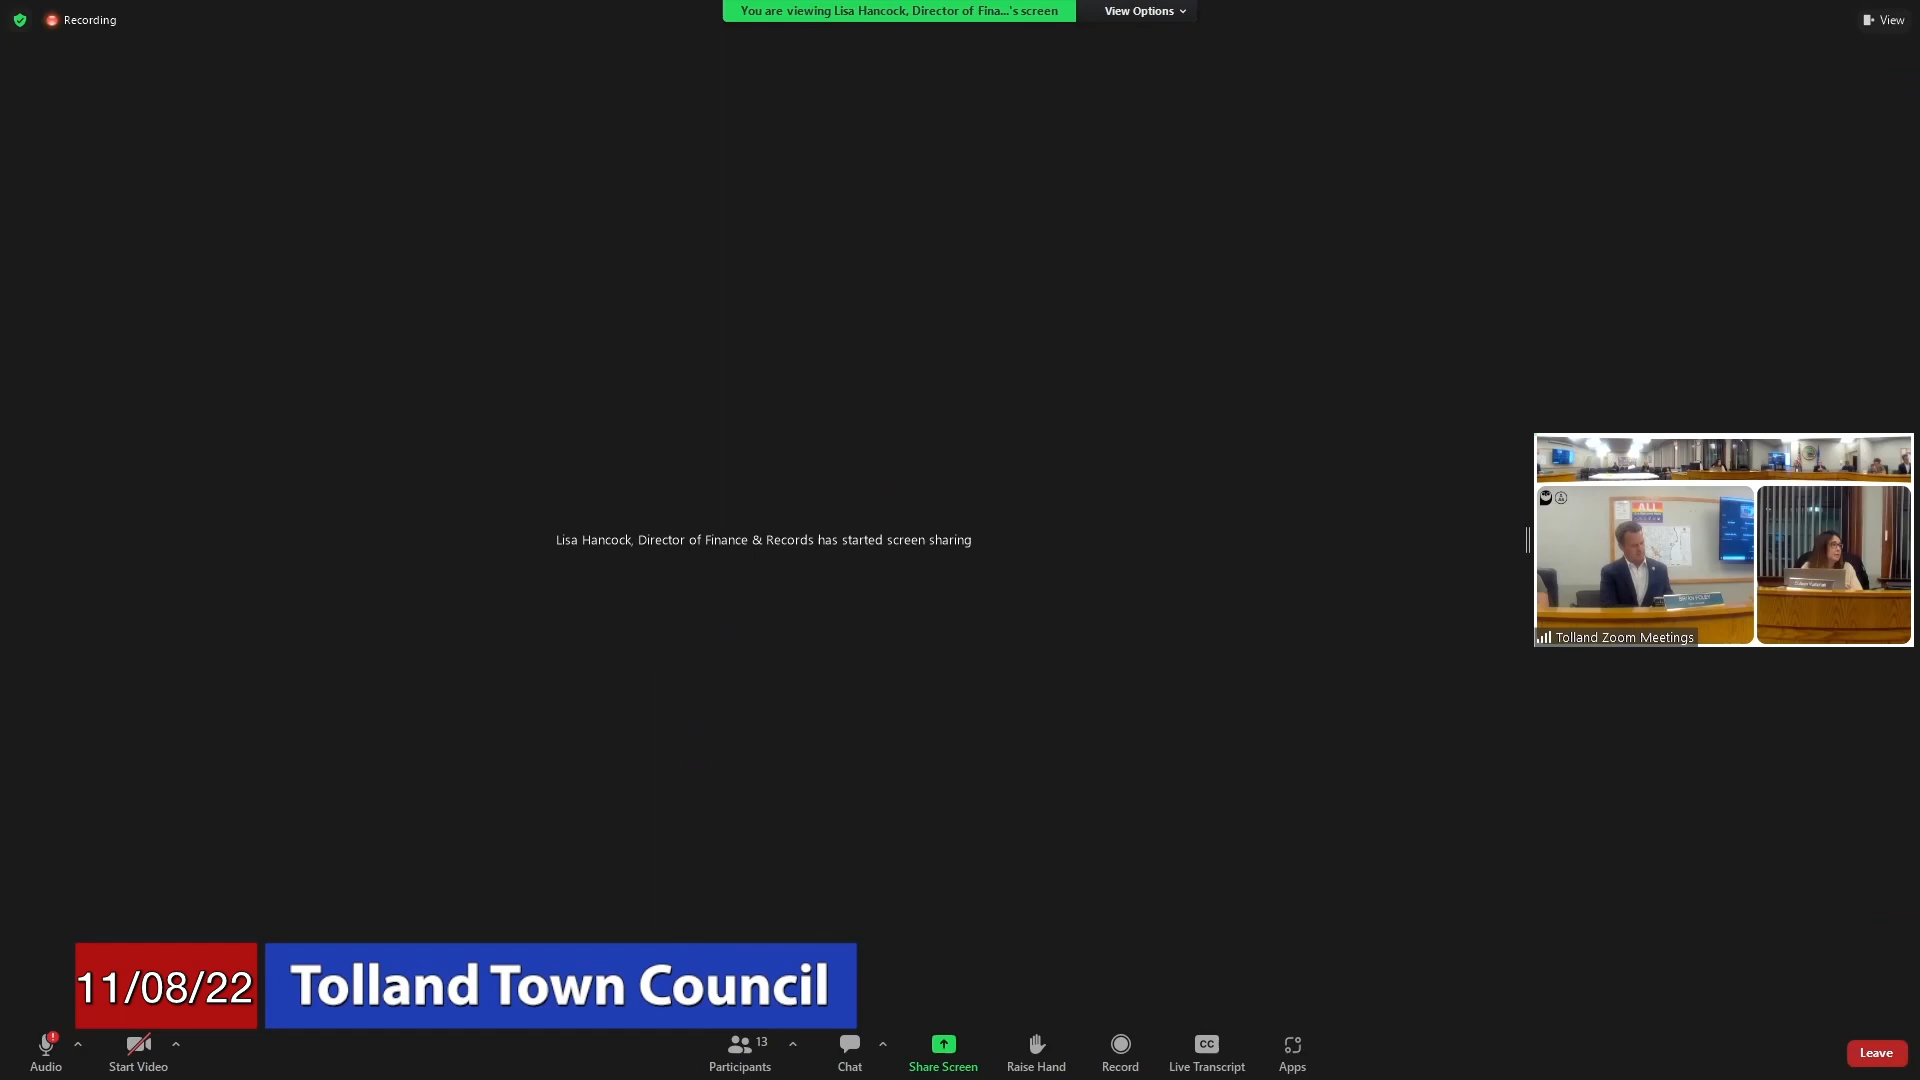 Recording
You are viewing Lisa Hancock, Director of Fina...'s screen
View Options
View
Lisa Hancock, Director of Finance & Records has started screen sharing
ALL
Tolland Zoom Meetings
11/08/22
Tolland Town Council
Audio
Start Video
13
Participants
Chat
Share Screen
Raise Hand
Record
CC
Live Transcript
Apps
Leave